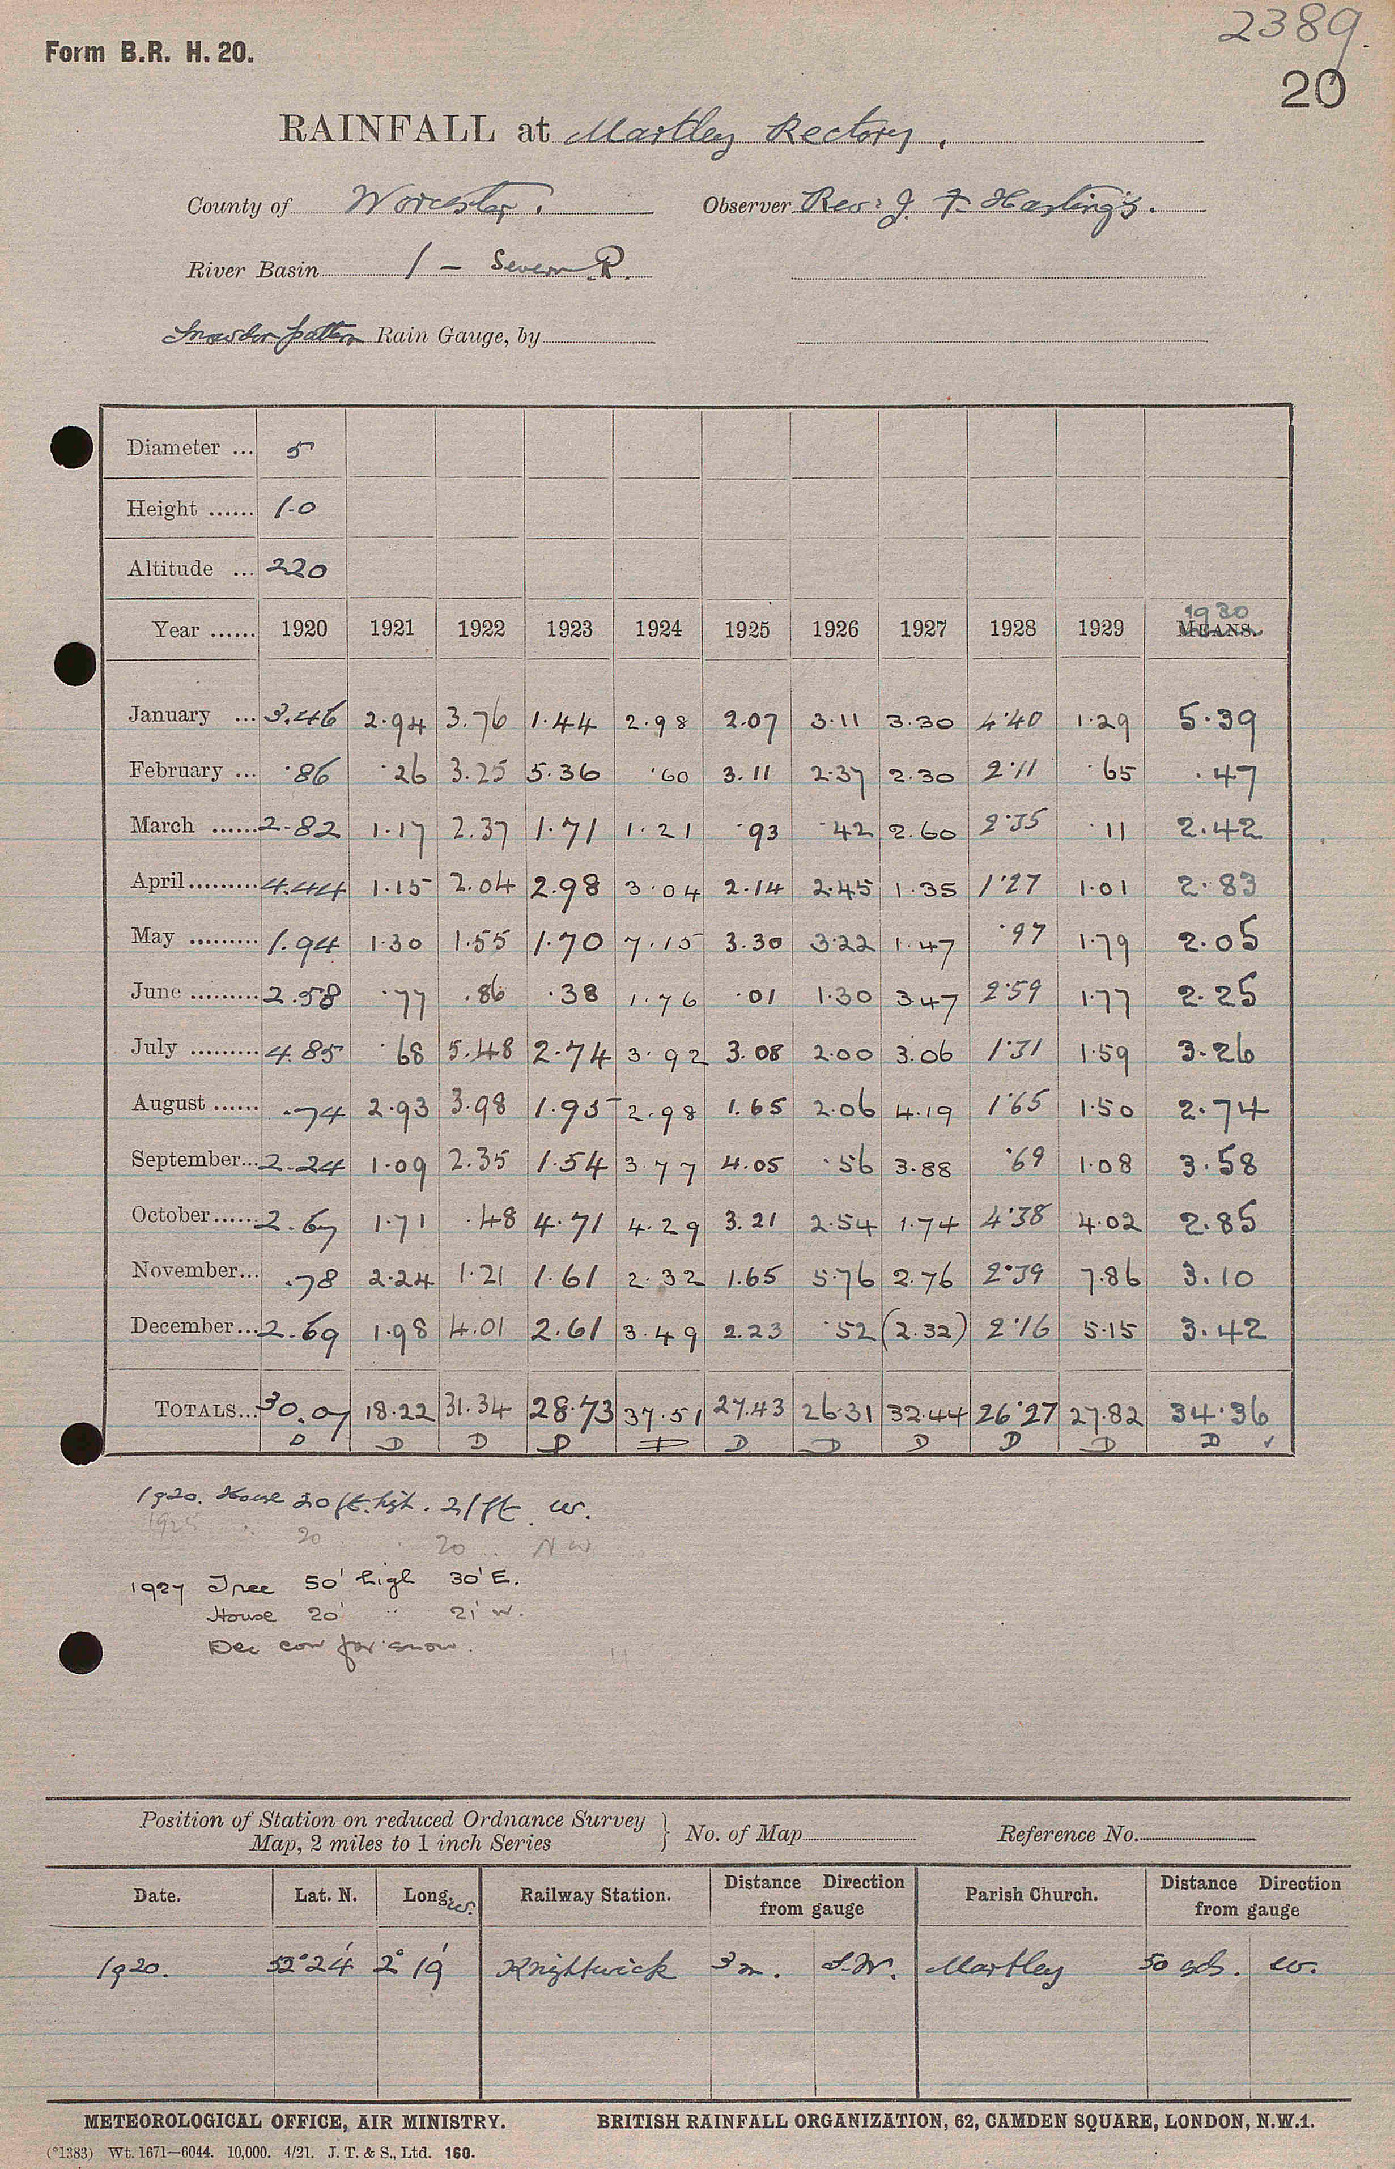 2389.
Form B.R. H. 20.
20
RAINFALL at Martley Rectory.
County of Worcester. Observer Rev: J. F. Hastings.
River Basin 1 - Severn R.
Snowdon pattern Rain Gauge, by
Diameter ... 5
Height ...... 1-0
Altitude ... 220
1930
Year ...... 1920 1921 1922 1923 1924 1925 1926 1927 1928 1929 MEANS.
January ... 3.46 2.94 3.76 1.44 2.98 2.07 3.11 3.30 4.40 1.29 5.39
February ... .86 .26 3.25 5.36 .60 3.11 2.37 2.30 2.11 .65 .47
March ...... 2.82 1.17 2.37 1.71 1.21 .93 .42 2.60 2.35 .11 2.42
April ......... 4.44 1.15 2.04 2.98 3.04 2.14 2.45 1.35 1.27 1.01 2.83
May ......... 1.94 1.30 1.55 1.70 7.15 3.30 3.22 1.47 .97 1.79 2.05
June ......... 2.58 .77 .86 .38 1.76 .01 1.30 3.47 2.59 1.77 2.25
July ......... 4.85 .68 5.48 2.74 3.92 3.08 2.00 3.06 1.31 1.59 3.26
August ...... .74 2.93 3.98 1.95 2.98 1.65 2.06 4.19 1.65 1.50 2.74
September... 2.24 1.09 2.35 1.54 3.77 4.05 .56 3.88 .69 1.08 3.58
October...... 2.67 1.71 .48 4.71 4.29 3.21 2.54 1.74 4.38 4.02 2.85
November... .78 2.24 1.21 1.61 2.32 1.65 5.76 2.76 2.39 7.86 3.10
December... 2.69 1.98 4.01 2.61 3.49 2.23 .52 (2.32) 2.16 5.15 3.42
TOTALS... 30.07 18.22 31.34 28.73 37.51 27.43 26.31 32.44 26.27 27.82 34.36
D D D D D D D D D D D ✓
1920. House 20 ft. high. 21 ft W.
1925 " 20 " 20 " NW
1927 Tree 50' high 30' E.
House 20' " 21' W.
Dec corr for snow.
Position of Station on reduced Ordnance Survey
Map, 2 miles to 1 inch Series } No. of Map Reference No.
Date. Lat. N. Long. W. Railway Station. Distance from gauge Direction Parish Church. Distance from gauge Direction
1920. 52°24' 2° 19' Knightwick 3 m. S.W. Martley 50 yds. W.
METEOROLOGICAL OFFICE, AIR MINISTRY. BRITISH RAINFALL ORGANIZATION, 62, CAMDEN SQUARE, LONDON, N.W.1.
(*1383) Wt. 1671—6044. 10,000. 4/21. J. T. & S., Ltd. 160.